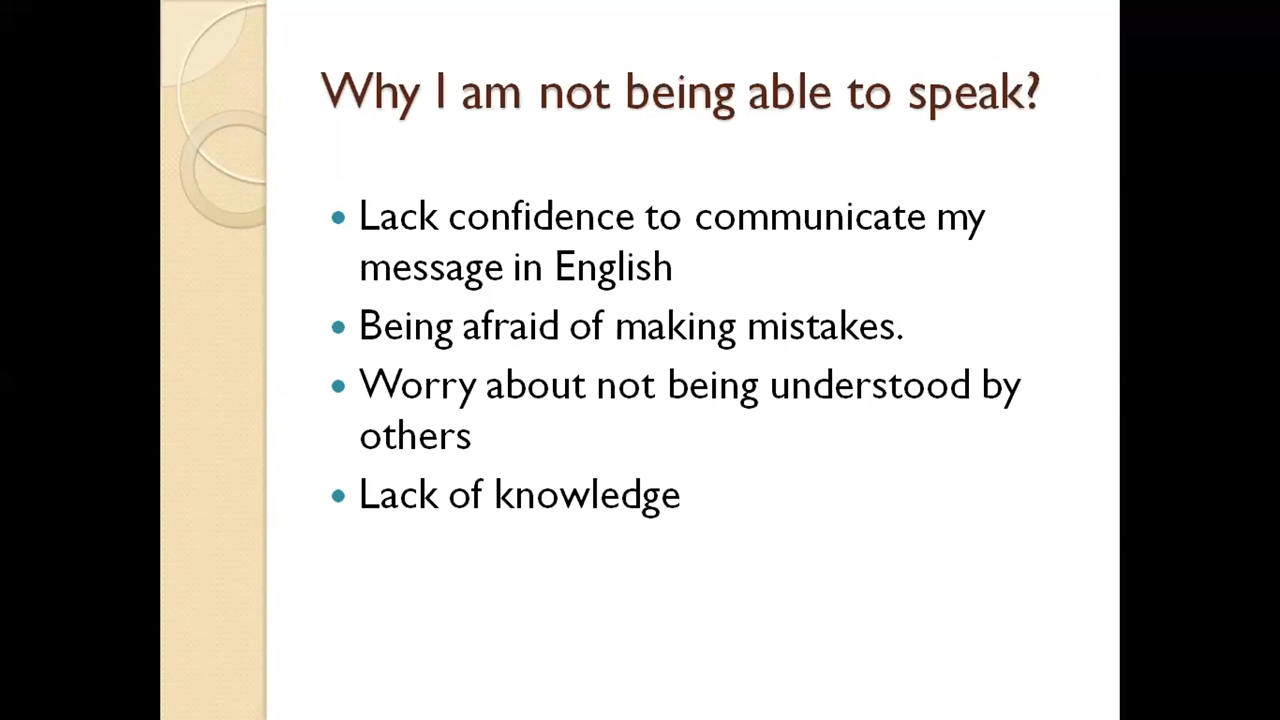 Why I am not being able to speak?
• Lack confidence to communicate my
message in English
• Being afraid of making mistakes.
• Worry about not being understood by
others
• Lack of knowledge